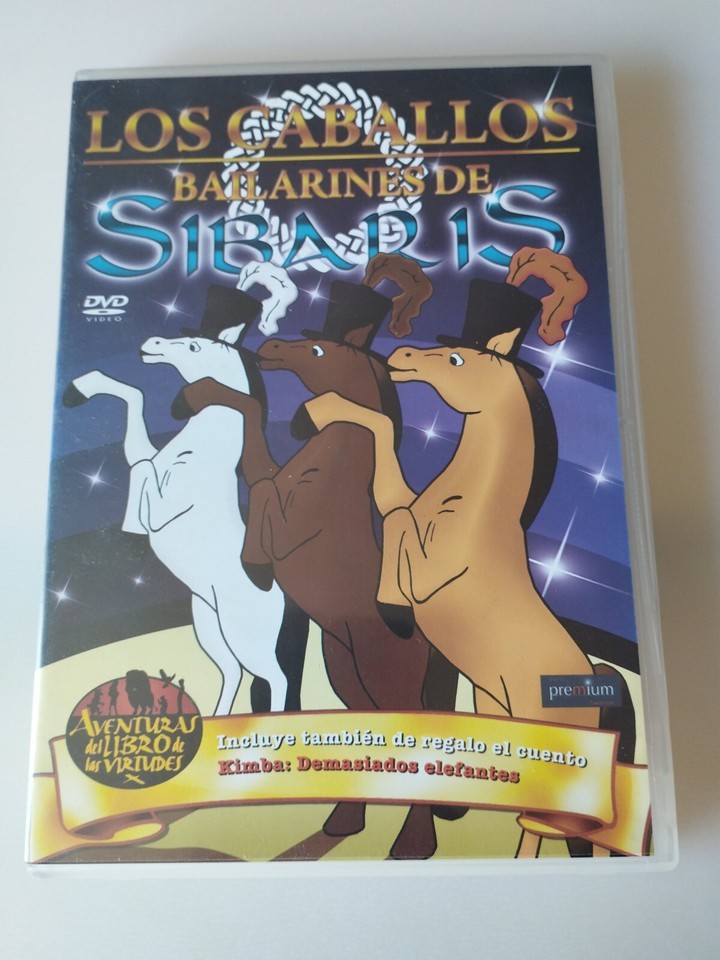 LOS CABALLOS
BAILARINES DE
SIBARIS
DVD
VIDEO
premium
AVENTURAS
del LIBRO de
las VIRTUDES
Incluye también de regalo el cuento
Kimba: Demasiados elefantes